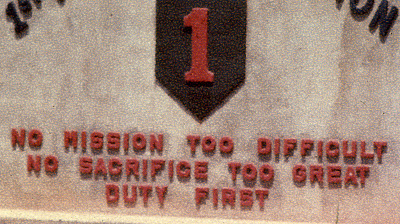 1
NO MISSION TOO DIFFICULT
NO SACRIFICE TOO GREAT
DUTY FIRST